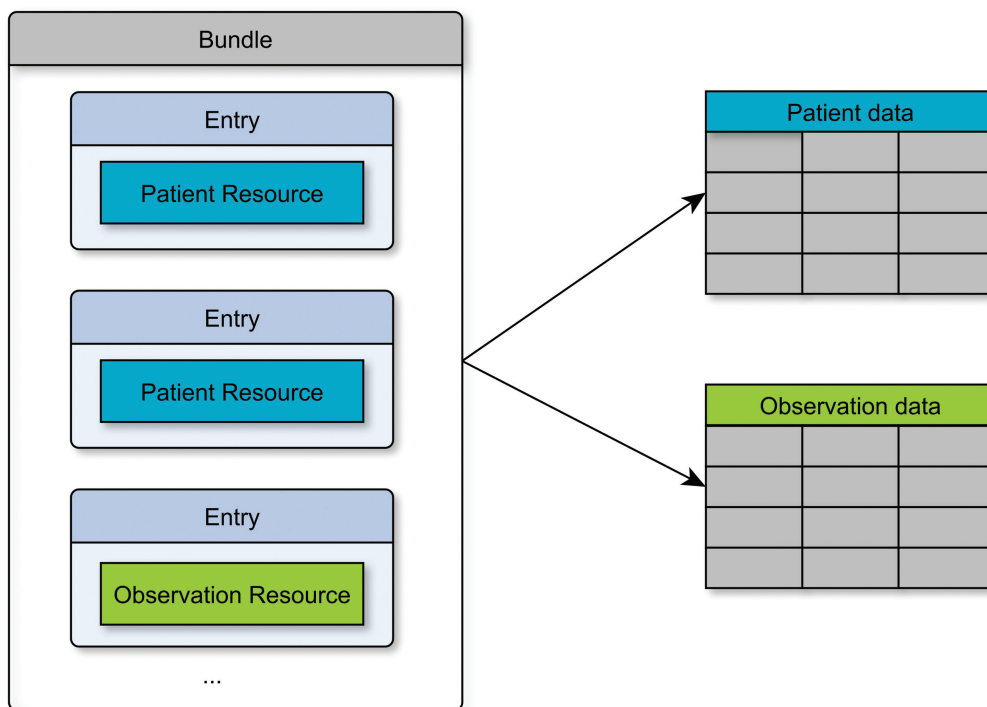 Bundle
Entry
Patient Resource
Entry
Patient Resource
Entry
Observation Resource
...
Patient data
Observation data